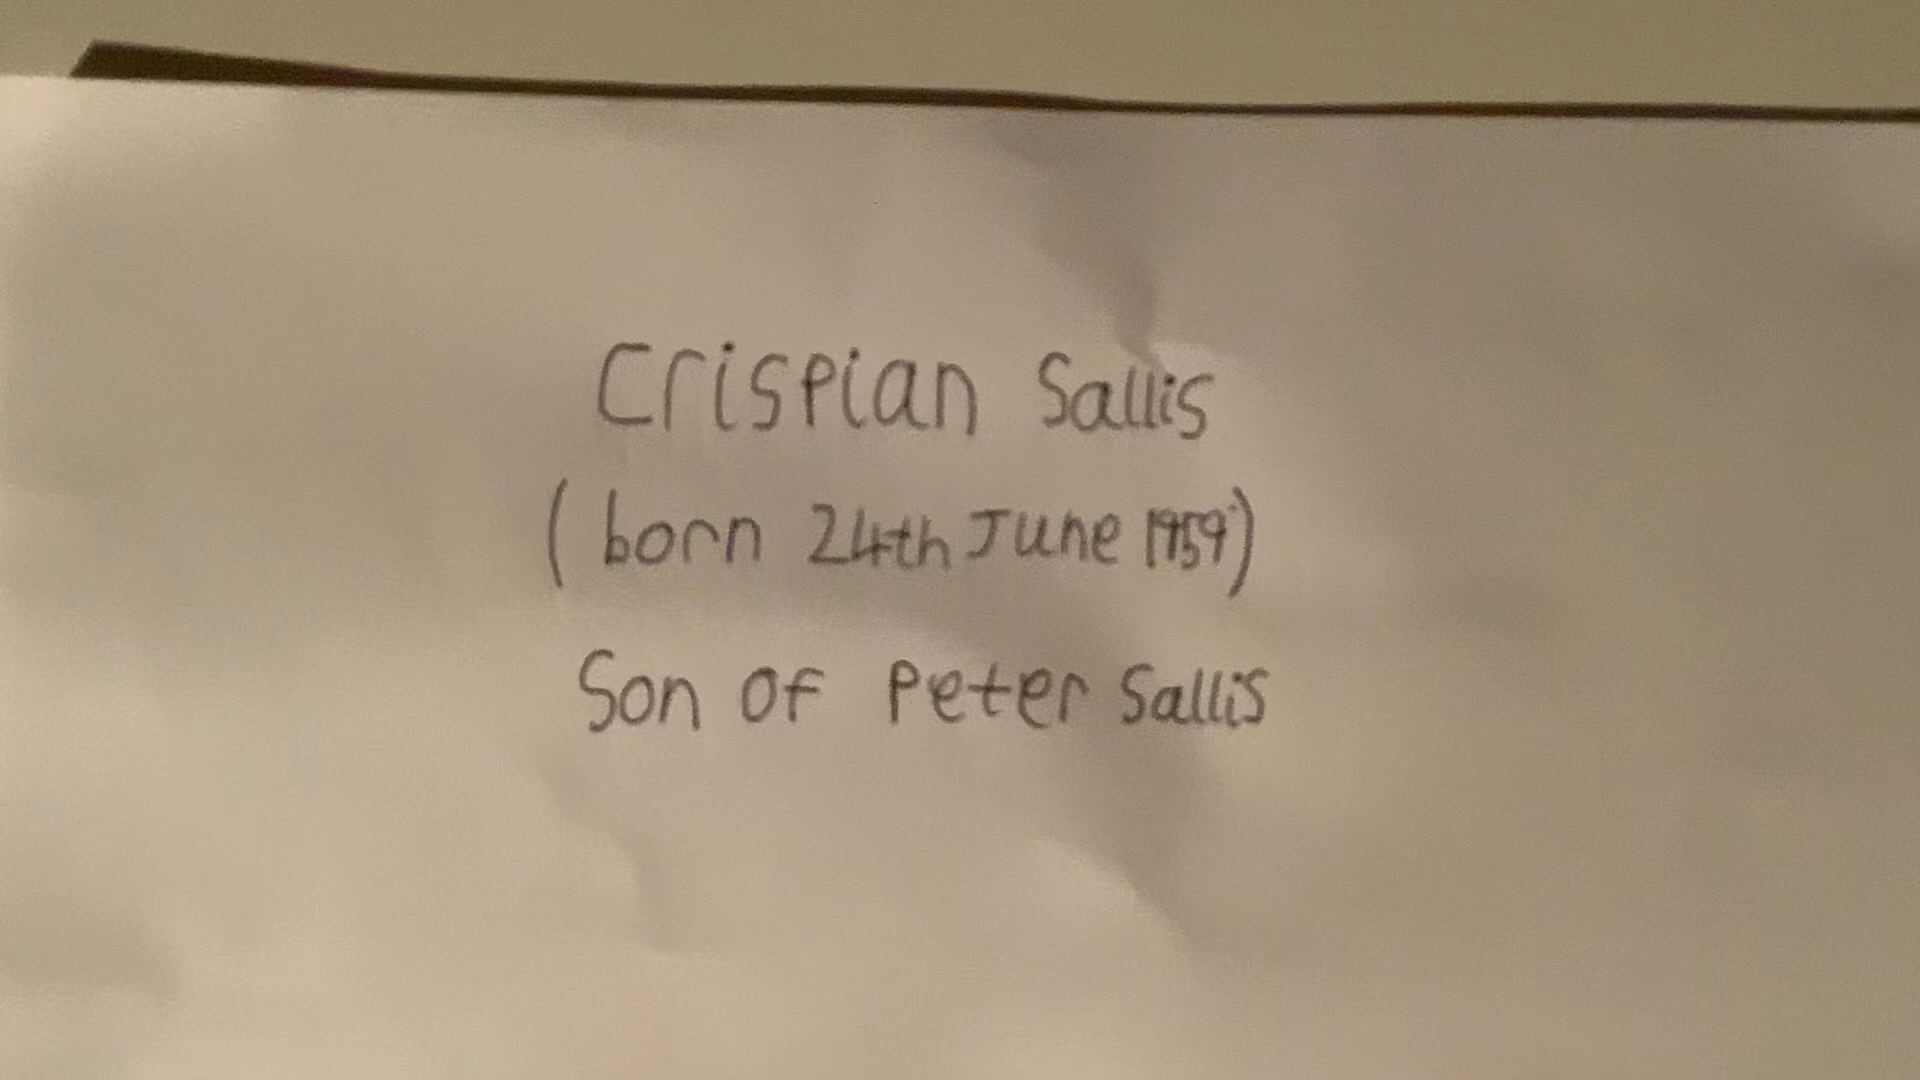 Crispian Sallis
(born 24th June 1959)
Son of Peter Sallis